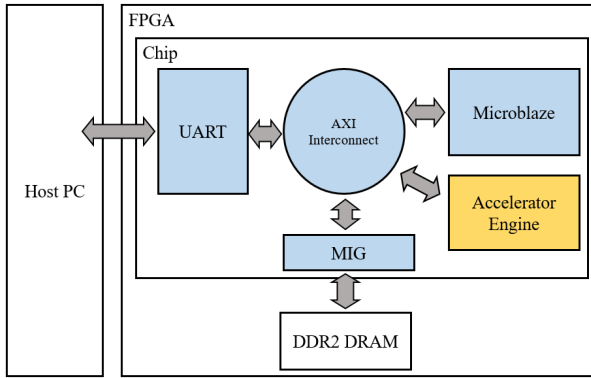 FPGA
Chip
Host PC
UART
AXI
Interconnect
Microblaze
Accelerator
Engine
MIG
DDR2 DRAM